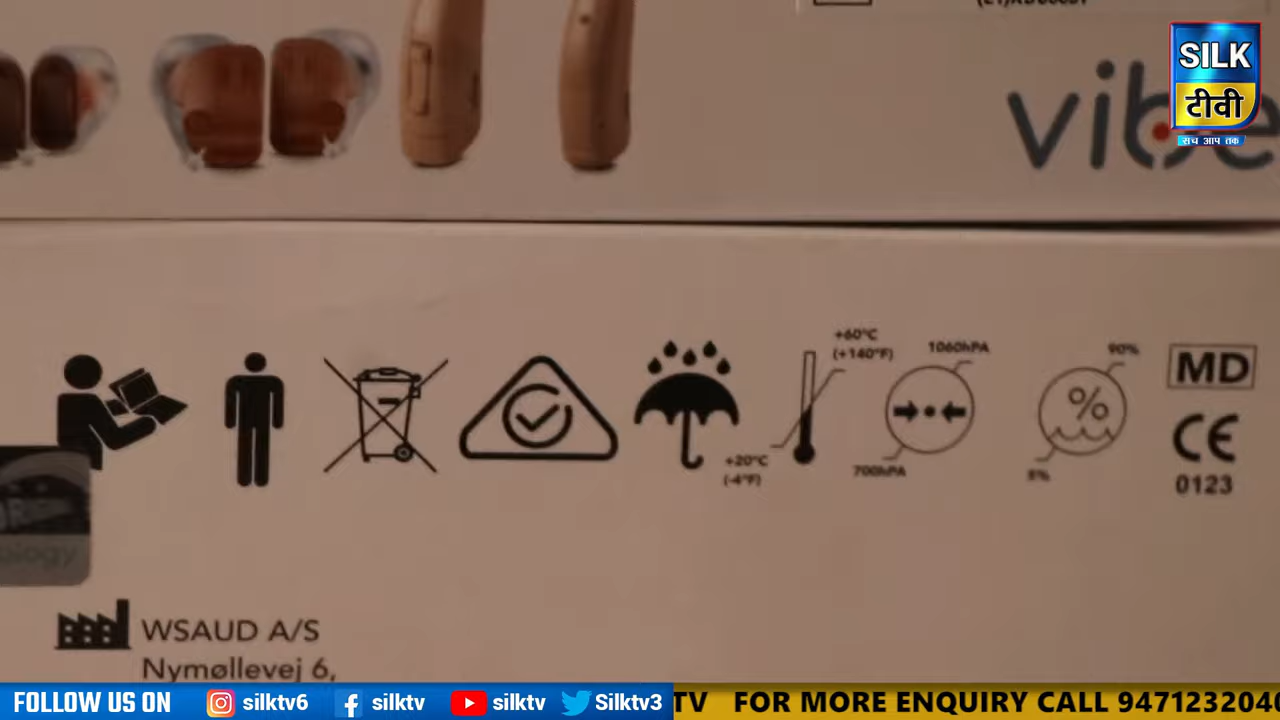 vibe
SILK
टीवी
सच आप तक
+60°C
(+140°F)
1060hPA
90%
MD
%
+20°C
(-4°F)
700hPA
5%
CE
0123
WSAUD A/S
Nymøllevej 6,
FOLLOW US ON silktv6 silktv silktv Silktv3
TV FOR MORE ENQUIRY CALL 947123204